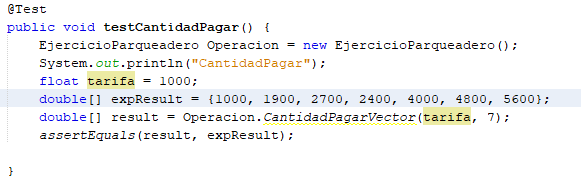 @Test
public void testCantidadPagar() {
EjercicioParqueadero Operacion = new EjercicioParqueadero();
System.out.println("CantidadPagar");
float tarifa = 1000;
double[] expResult = {1000, 1900, 2700, 2400, 4000, 4800, 5600};
double[] result = Operacion.CantidadPagarVector(tarifa, 7);
assertEquals(result, expResult);
}